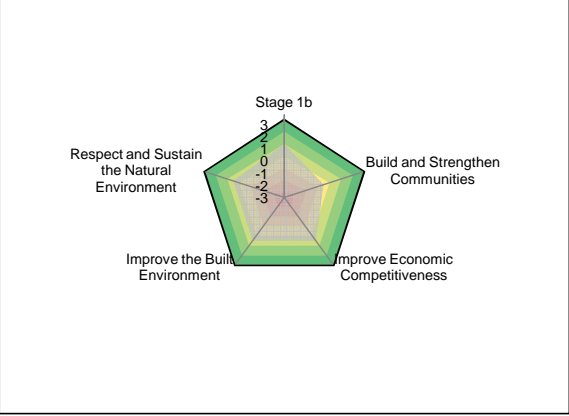 Stage 1b
3
2
1
0
-1
-2
-3
Respect and Sustain
the Natural
Environment
Build and Strengthen
Communities
Improve the Built
Environment
Improve Economic
Competitiveness